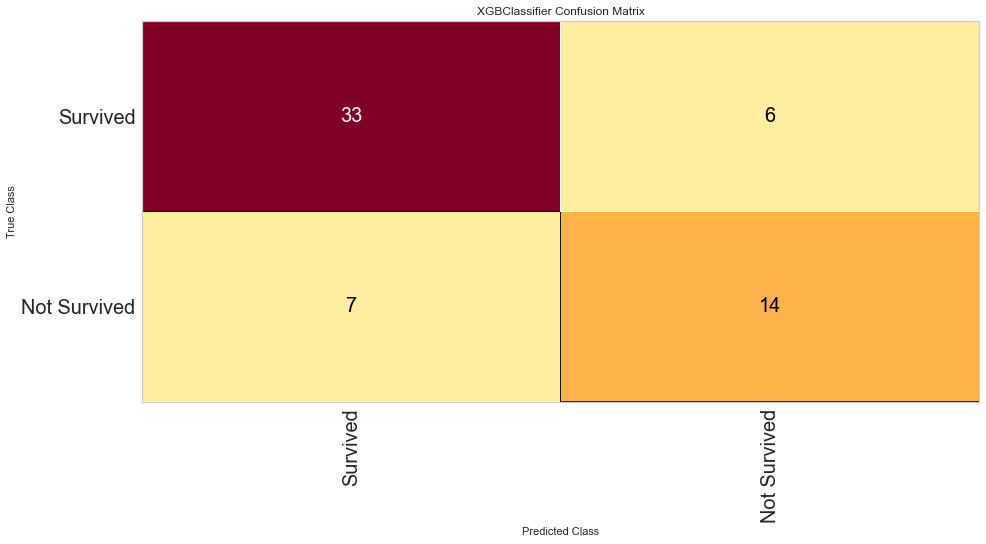 XGBClassifier Confusion Matrix
Survived
33
6
True Class
Not Survived
7
14
Survived
Not Survived
Predicted Class